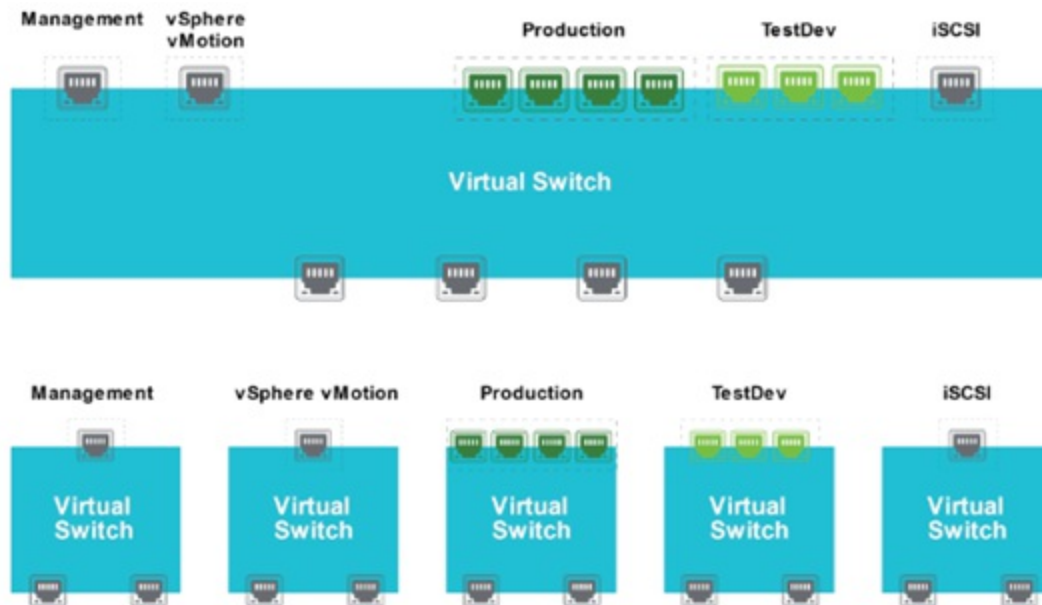 Management
vSphere
vMotion
Production
TestDev
iSCSI
Virtual Switch
Management
vSphere vMotion
Production
TestDev
iSCSI
Virtual
Switch
Virtual
Switch
Virtual
Switch
Virtual
Switch
Virtual
Switch